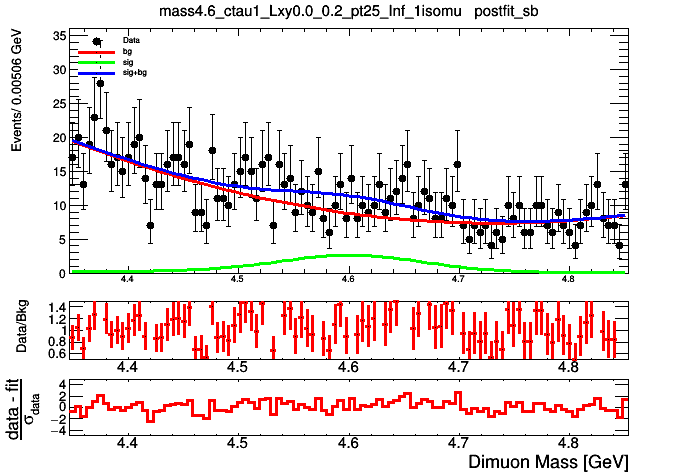 mass4.6_ctau1_Lxy0.0_0.2_pt25_Inf_1isomu postfit_sb
Events/ 0.00506 GeV
35
30
25
20
15
10
5
0
Data
bg
sig
sig+bg
4.4 4.5 4.6 4.7 4.8
Data/Bkg
1.4
1.2
1
0.8
0.6
4.4 4.5 4.6 4.7 4.8
data - fit
σdata
4
2
0
−2
−4
4.4 4.5 4.6 4.7 4.8
Dimuon Mass [GeV]